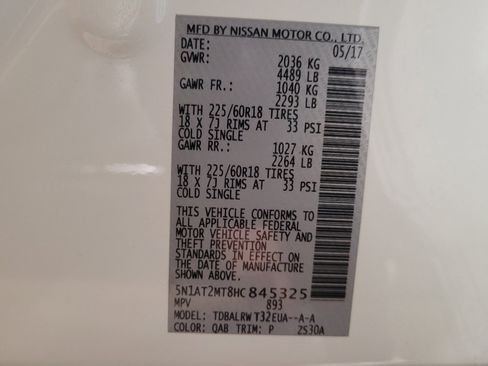 MFD BY NISSAN MOTOR CO., LTD.
DATE: 05/17
GVWR: 2036 KG
4489 LB
GAWR FR.: 1040 KG
2293 LB
WITH 225/60R18 TIRES
18 X 7J RIMS AT 33 PSI
COLD SINGLE
GAWR RR.: 1027 KG
2264 LB
WITH 225/60R18 TIRES
18 X 7J RIMS AT 33 PSI
COLD SINGLE
THIS VEHICLE CONFORMS TO
ALL APPLICABLE FEDERAL
MOTOR VEHICLE SAFETY AND
THEFT PREVENTION
STANDARDS IN EFFECT ON
THE DATE OF MANUFACTURE
SHOWN ABOVE.
5N1AT2MT8HC845325
MPV 893
MODEL: TDBALRWT32EUA--A-A
COLOR: QAB TRIM: P 2S30A